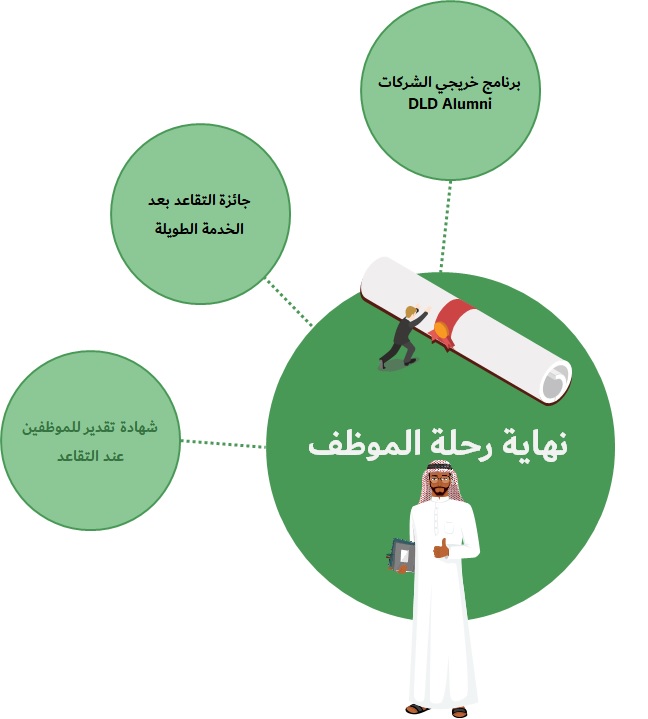 برنامج خريجي الشركات
DLD Alumni
جائزة التقاعد بعد
الخدمة الطويلة
شهادة تقدير للموظفين
عند التقاعد
نهاية رحلة الموظف